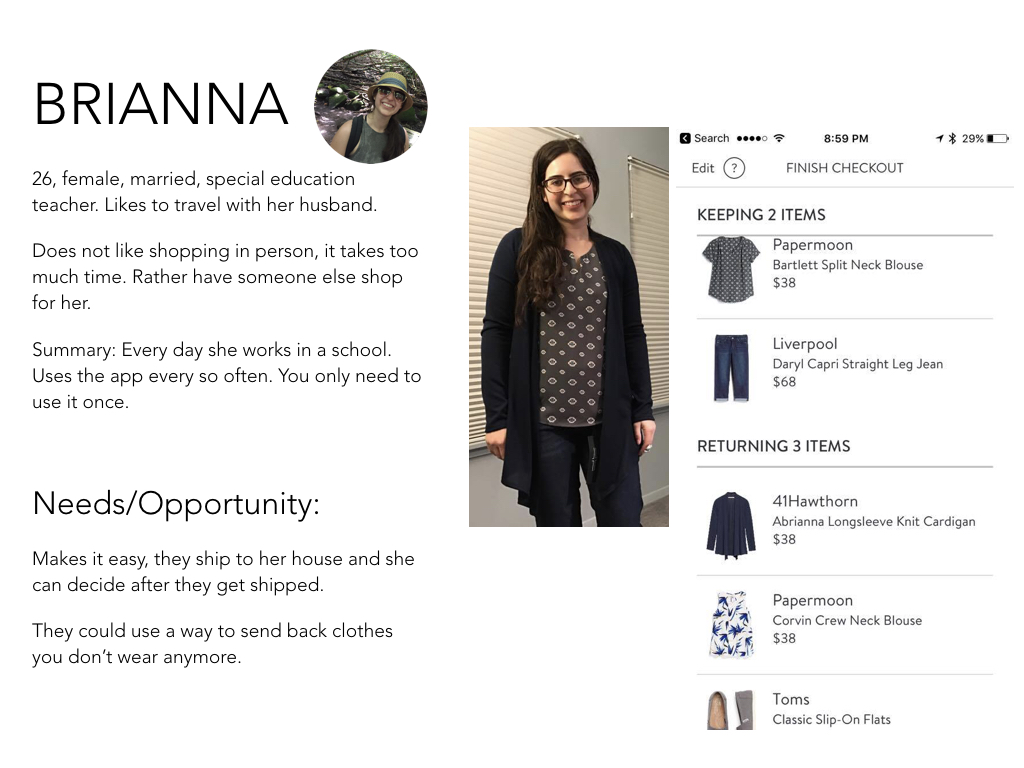 BRIANNA
26, female, married, special education
teacher. Likes to travel with her husband.
Does not like shopping in person, it takes too
much time. Rather have someone else shop
for her.
Summary: Every day she works in a school.
Uses the app every so often. You only need to
use it once.
Needs/Opportunity:
Makes it easy, they ship to her house and she
can decide after they get shipped.
They could use a way to send back clothes
you don’t wear anymore.
Search 8:59 PM 29%
Edit ? FINISH CHECKOUT
KEEPING 2 ITEMS
Papermoon
Bartlett Split Neck Blouse
$38
Liverpool
Daryl Capri Straight Leg Jean
$68
RETURNING 3 ITEMS
41Hawthorn
Abrianna Longsleeve Knit Cardigan
$38
Papermoon
Corvin Crew Neck Blouse
$38
Toms
Classic Slip-On Flats